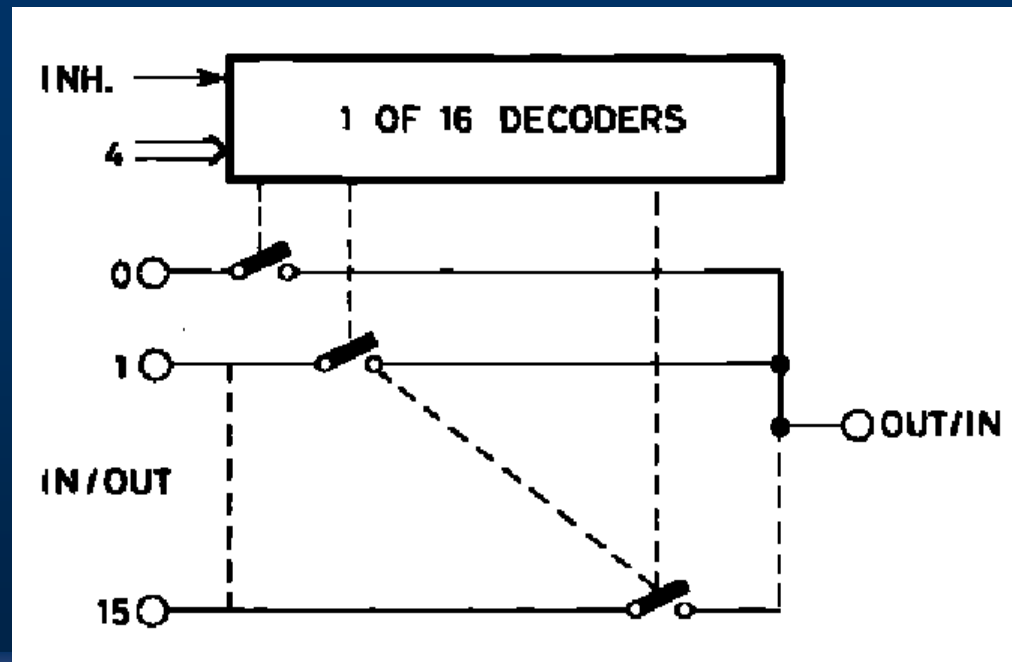 INH.
1 OF 16 DECODERS
4
0
1
OUT/IN
IN/OUT
15